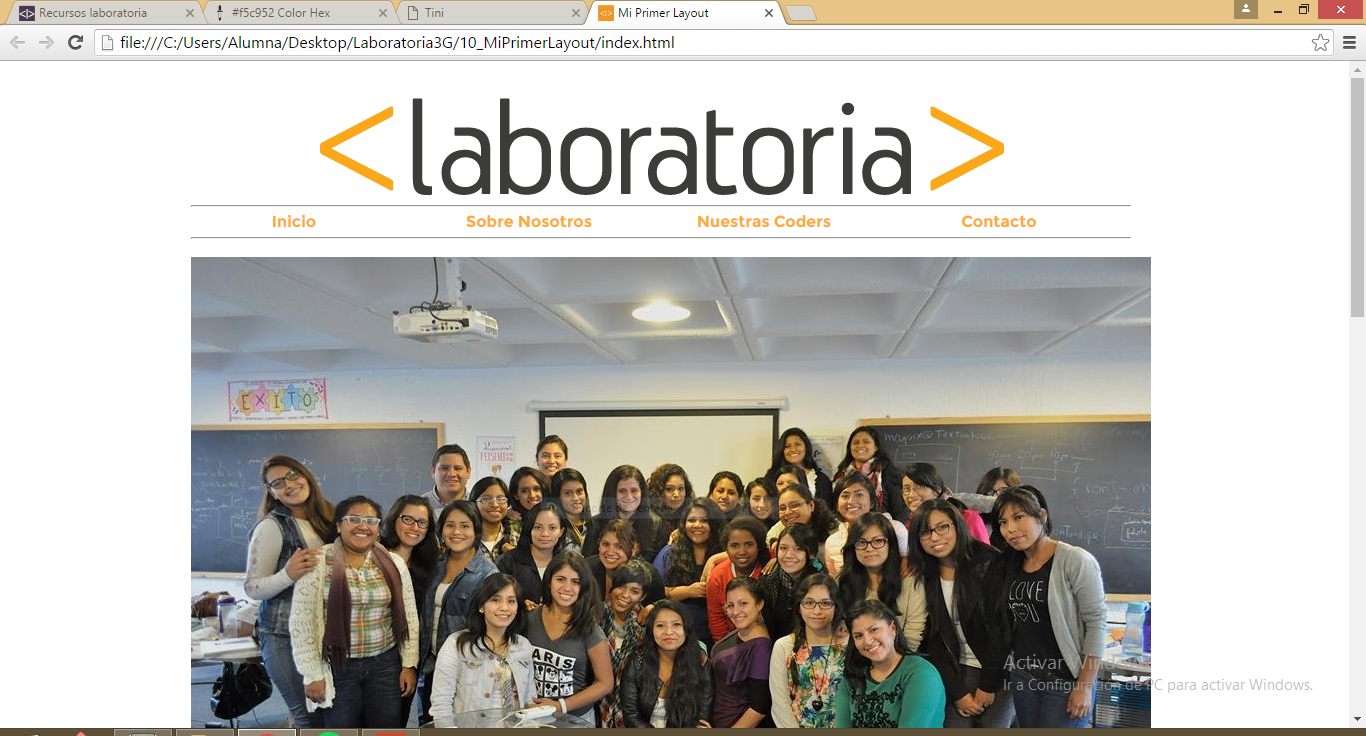 Recursos laboratoria
#f5c952 Color Hex
Tini
Mi Primer Layout
file:///C:/Users/Alumna/Desktop/Laboratoria3G/10_MiPrimerLayout/index.html
<laboratoria>
Inicio Sobre Nosotros Nuestras Coders Contacto
EXITO
LOVE
YOU
ARIS
Activar Windows
Ir a Configuración de PC para activar Windows.